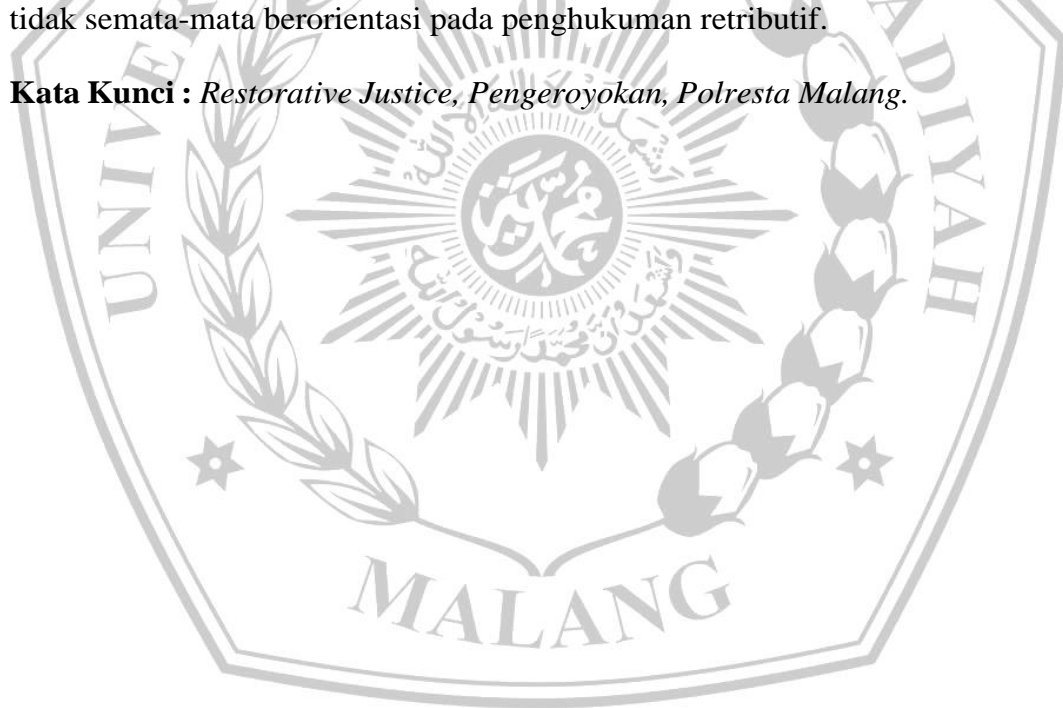 tidak semata-mata berorientasi pada penghukuman retributif.
Kata Kunci : Restorative Justice, Pengeroyokan, Polresta Malang.
MALANG